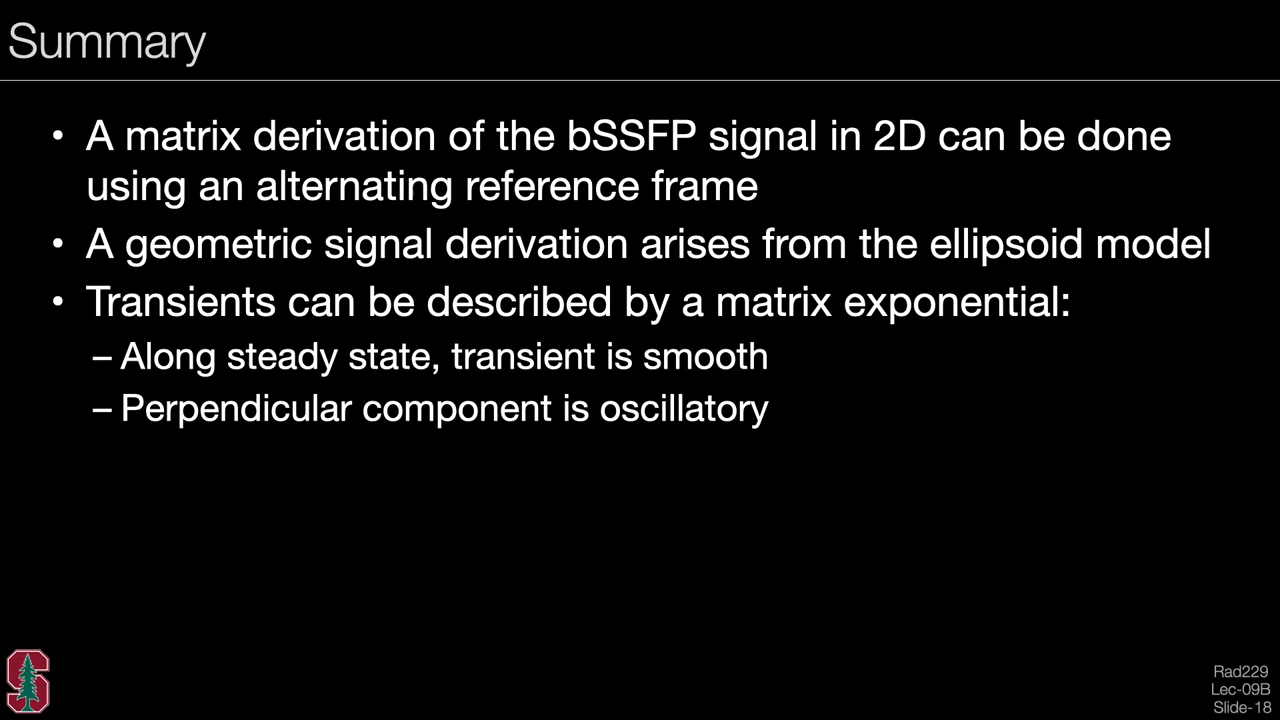 Summary
• A matrix derivation of the bSSFP signal in 2D can be done
using an alternating reference frame
• A geometric signal derivation arises from the ellipsoid model
• Transients can be described by a matrix exponential:
– Along steady state, transient is smooth
– Perpendicular component is oscillatory
S
Rad229
Lec-09B
Slide-18